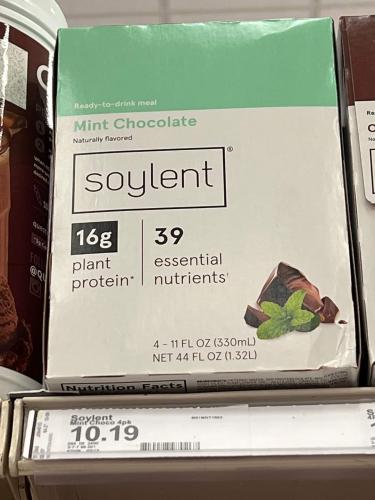 Ready-to-drink meal
Mint Chocolate
Naturally flavored
soylent®
16g
plant
protein*
39
essential
nutrients†
4 - 11 FL OZ (330mL)
NET 44 FL OZ (1.32L)
Nutrition Facts
Soylent
Mint Choco 4pk
10.19